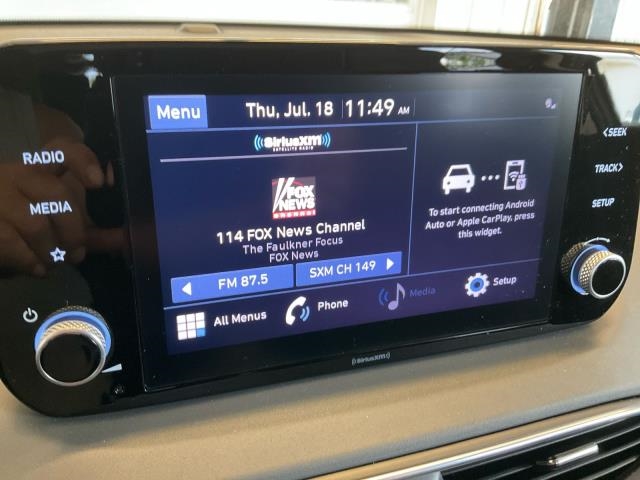 Menu Thu, Jul. 18 11:49 AM
SiriusXM
SATELLITE RADIO
FOX
NEWS
channel
114 FOX News Channel
The Faulkner Focus
FOX News
FM 87.5 SXM CH 149
To start connecting Android
Auto or Apple CarPlay, press
this widget.
All Menus Phone Media Setup
RADIO
MEDIA
SEEK
TRACK
SETUP
SiriusXM